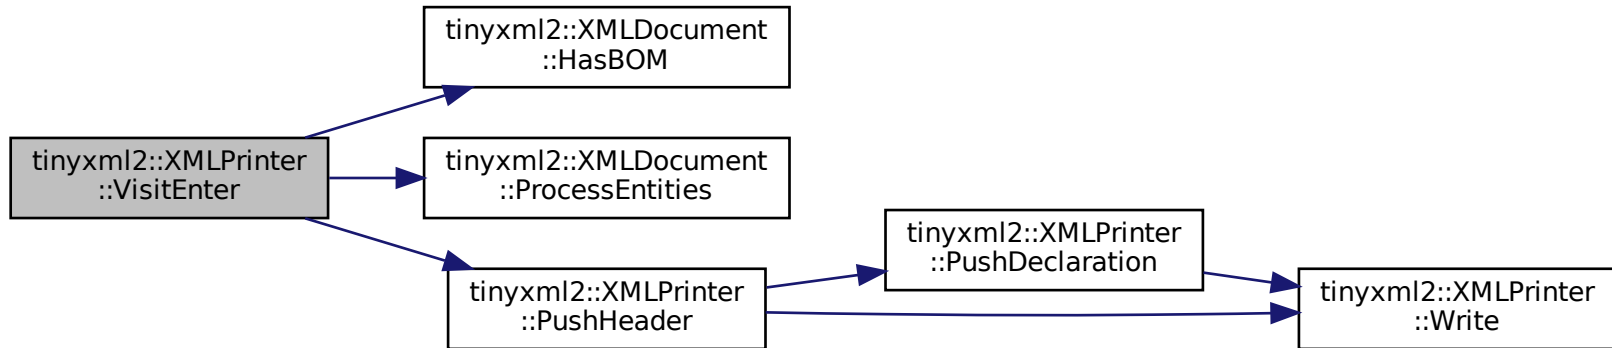 tinyxml2::XMLPrinter
::VisitEnter
tinyxml2::XMLDocument
::HasBOM
tinyxml2::XMLDocument
::ProcessEntities
tinyxml2::XMLPrinter
::PushHeader
tinyxml2::XMLPrinter
::PushDeclaration
tinyxml2::XMLPrinter
::Write